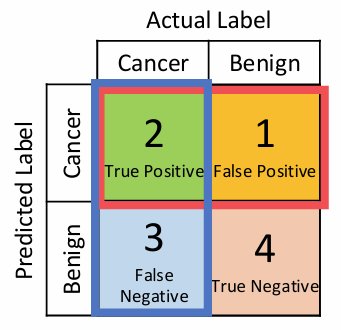 Actual Label
Cancer Benign
Predicted Label
Cancer
2
True Positive
1
False Positive
Benign
3
False
Negative
4
True Negative